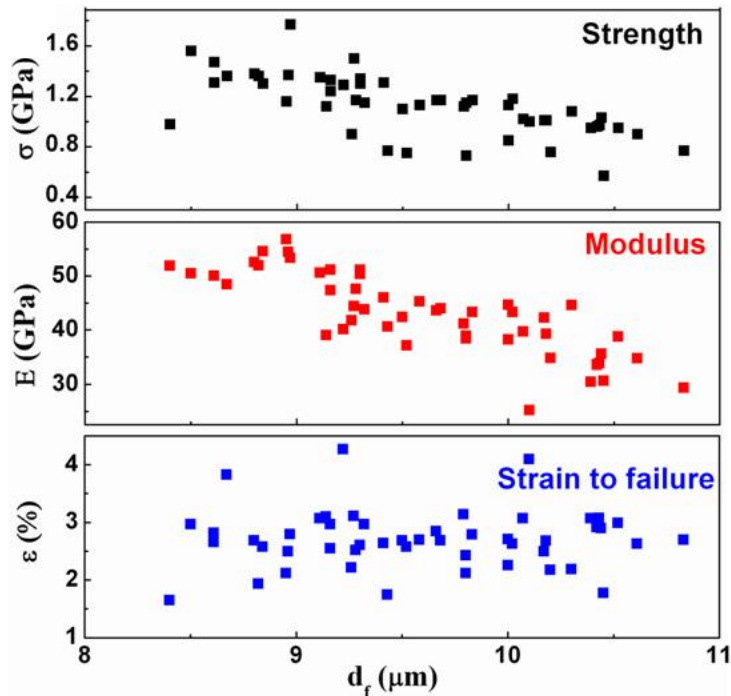 Strength
σ (GPa)
1.6
1.2
0.8
0.4
Modulus
E (GPa)
60
50
40
30
Strain to failure
ε (%)
4
3
2
1
8 9 10 11
d_f (μm)